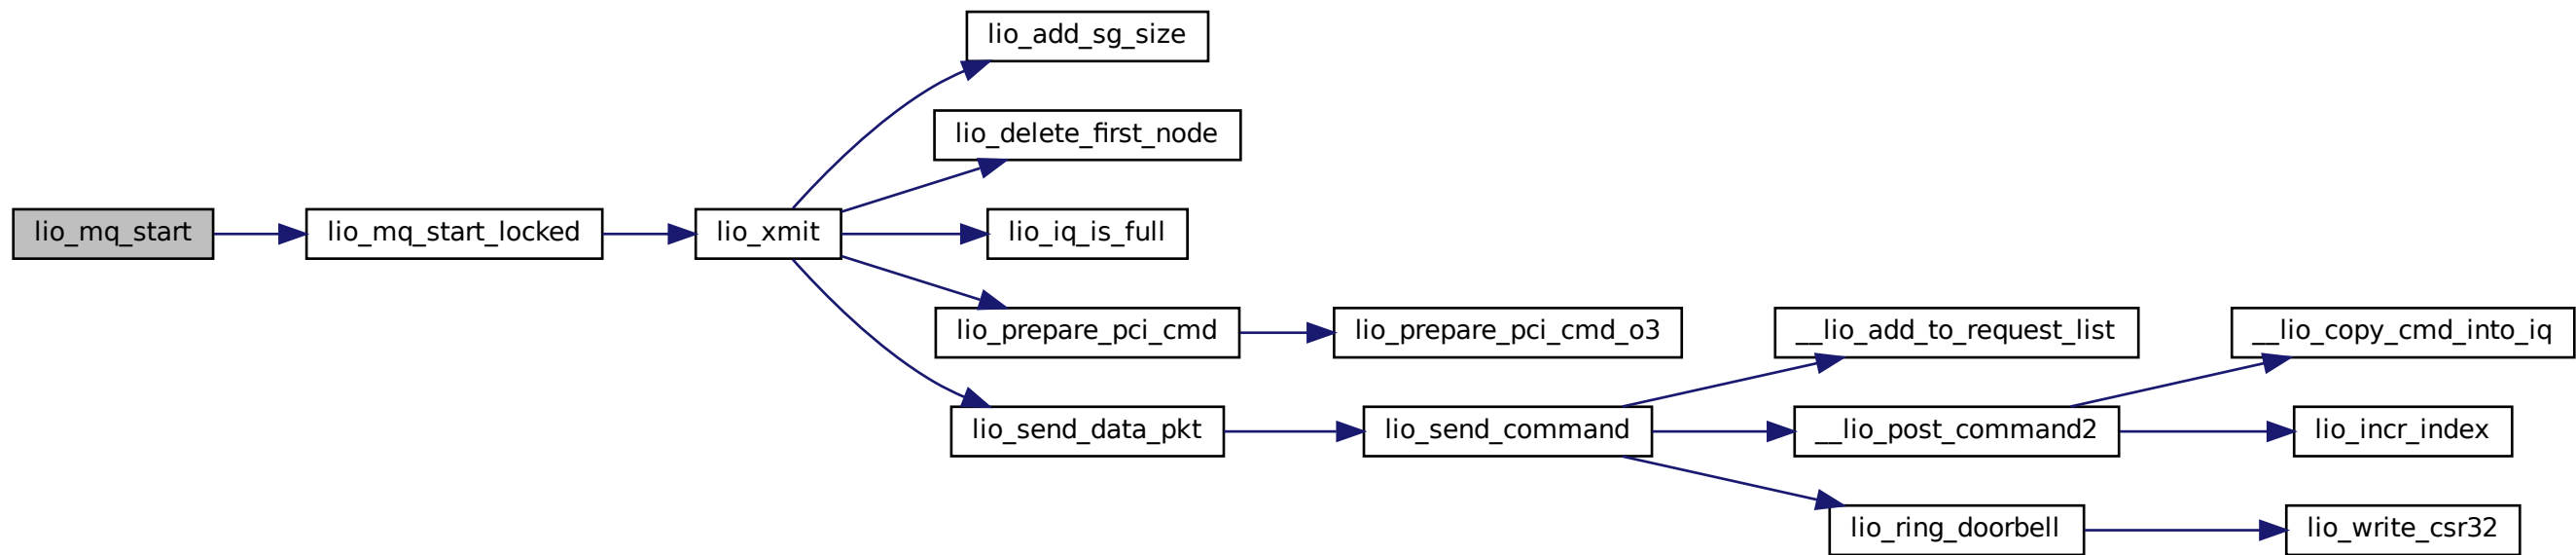 lio_mq_start
lio_mq_start_locked
lio_xmit
lio_add_sg_size
lio_delete_first_node
lio_iq_is_full
lio_prepare_pci_cmd
lio_prepare_pci_cmd_o3
lio_send_data_pkt
lio_send_command
__lio_add_to_request_list
__lio_post_command2
__lio_copy_cmd_into_iq
lio_incr_index
lio_ring_doorbell
lio_write_csr32